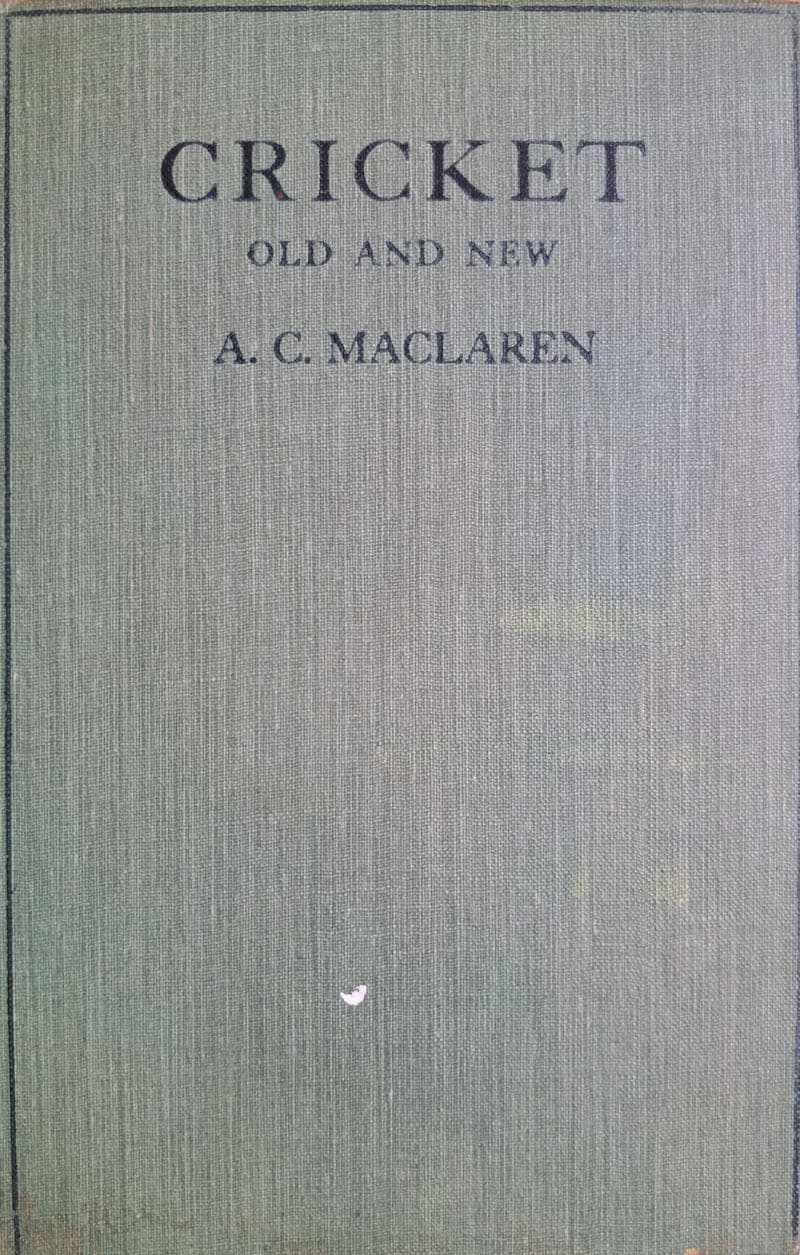 CRICKET
OLD AND NEW
A. C. MACLAREN